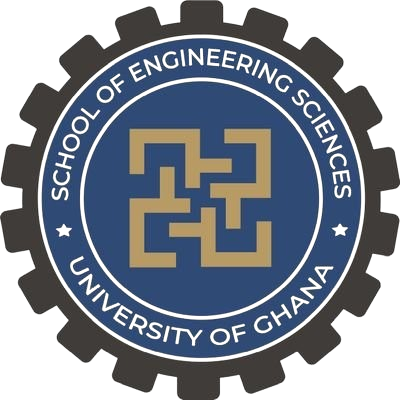 SCHOOL OF ENGINEERING SCIENCES
UNIVERSITY OF GHANA